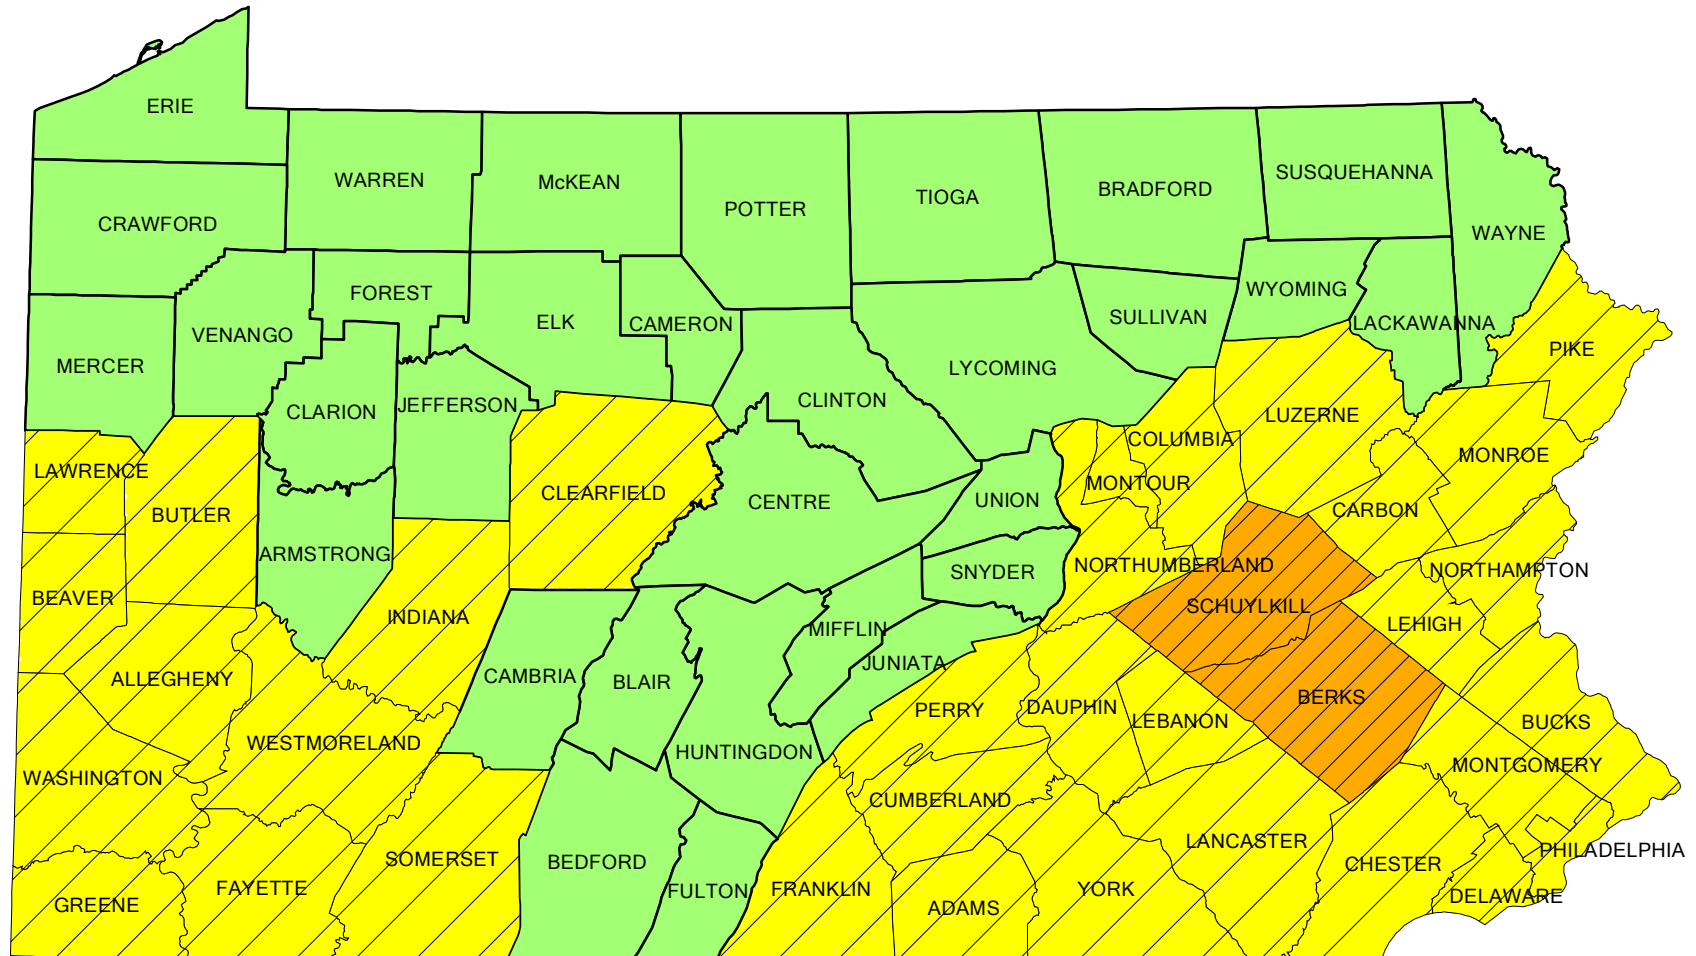 ERIE
WARREN
McKEAN
POTTER
TIOGA
BRADFORD
SUSQUEHANNA
CRAWFORD
WAYNE
FOREST
WYOMING
VENANGO
ELK
CAMERON
SULLIVAN
LACKAWANNA
MERCER
LYCOMING
PIKE
CLARION
JEFFERSON
CLINTON
LUZERNE
COLUMBIA
MONROE
LAWRENCE
MONTOUR
CLEARFIELD
CENTRE
UNION
CARBON
BUTLER
ARMSTRONG
SNYDER
NORTHUMBERLAND
NORTHAMPTON
BEAVER
INDIANA
SCHUYLKILL
MIFFLIN
LEHIGH
JUNIATA
ALLEGHENY
CAMBRIA
BLAIR
BERKS
PERRY
DAUPHIN
LEBANON
BUCKS
WESTMORELAND
HUNTINGDON
WASHINGTON
MONTGOMERY
CUMBERLAND
LANCASTER
PHILADELPHIA
SOMERSET
BEDFORD
CHESTER
FAYETTE
FULTON
FRANKLIN
YORK
DELAWARE
GREENE
ADAMS